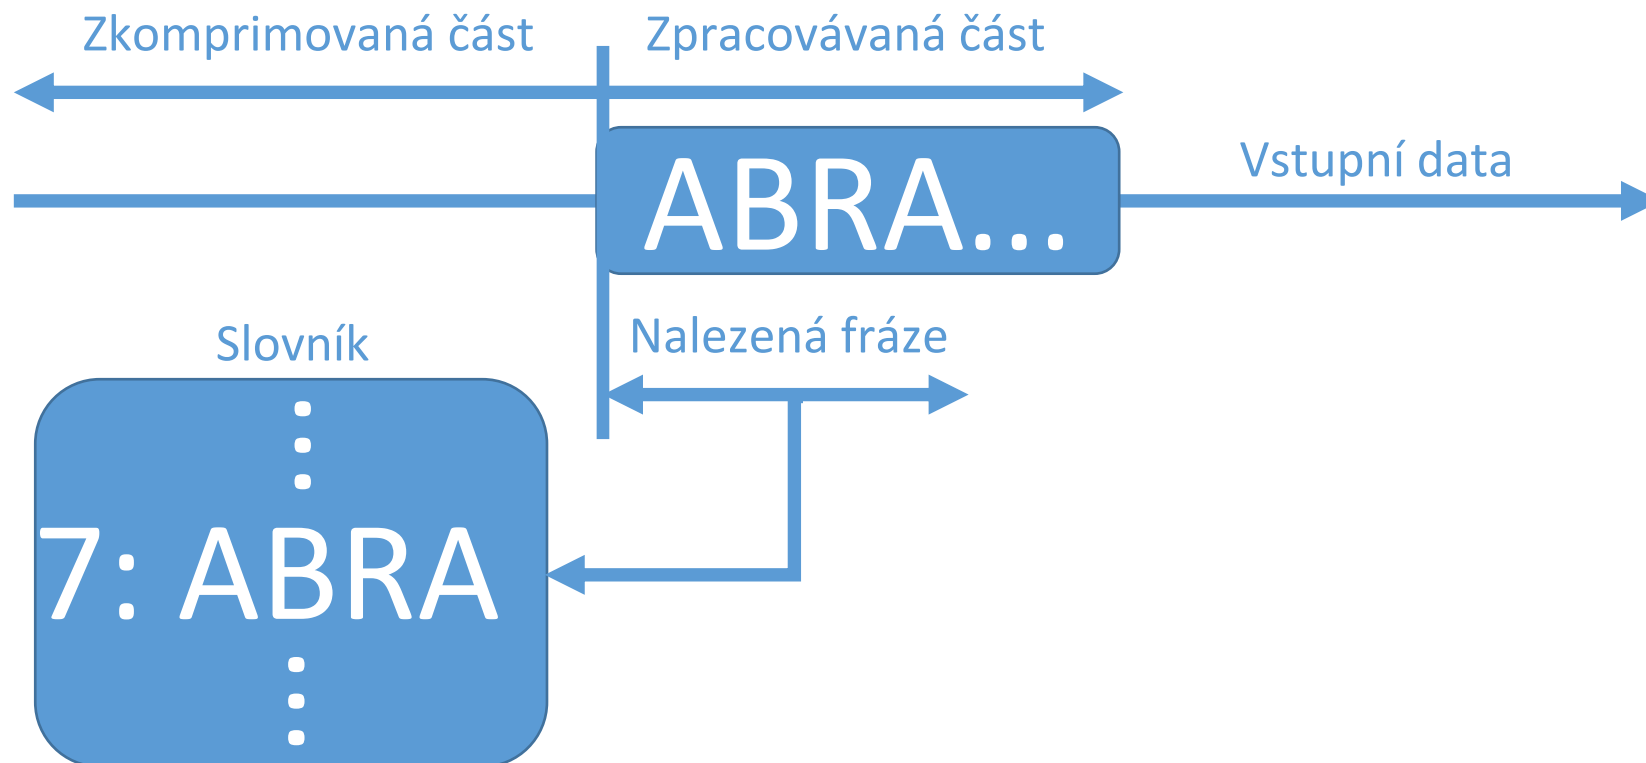 Zkomprimovaná část
Zpracovávaná část
ABRA...
Vstupní data
Nalezená fráze
Slovník
7: ABRA